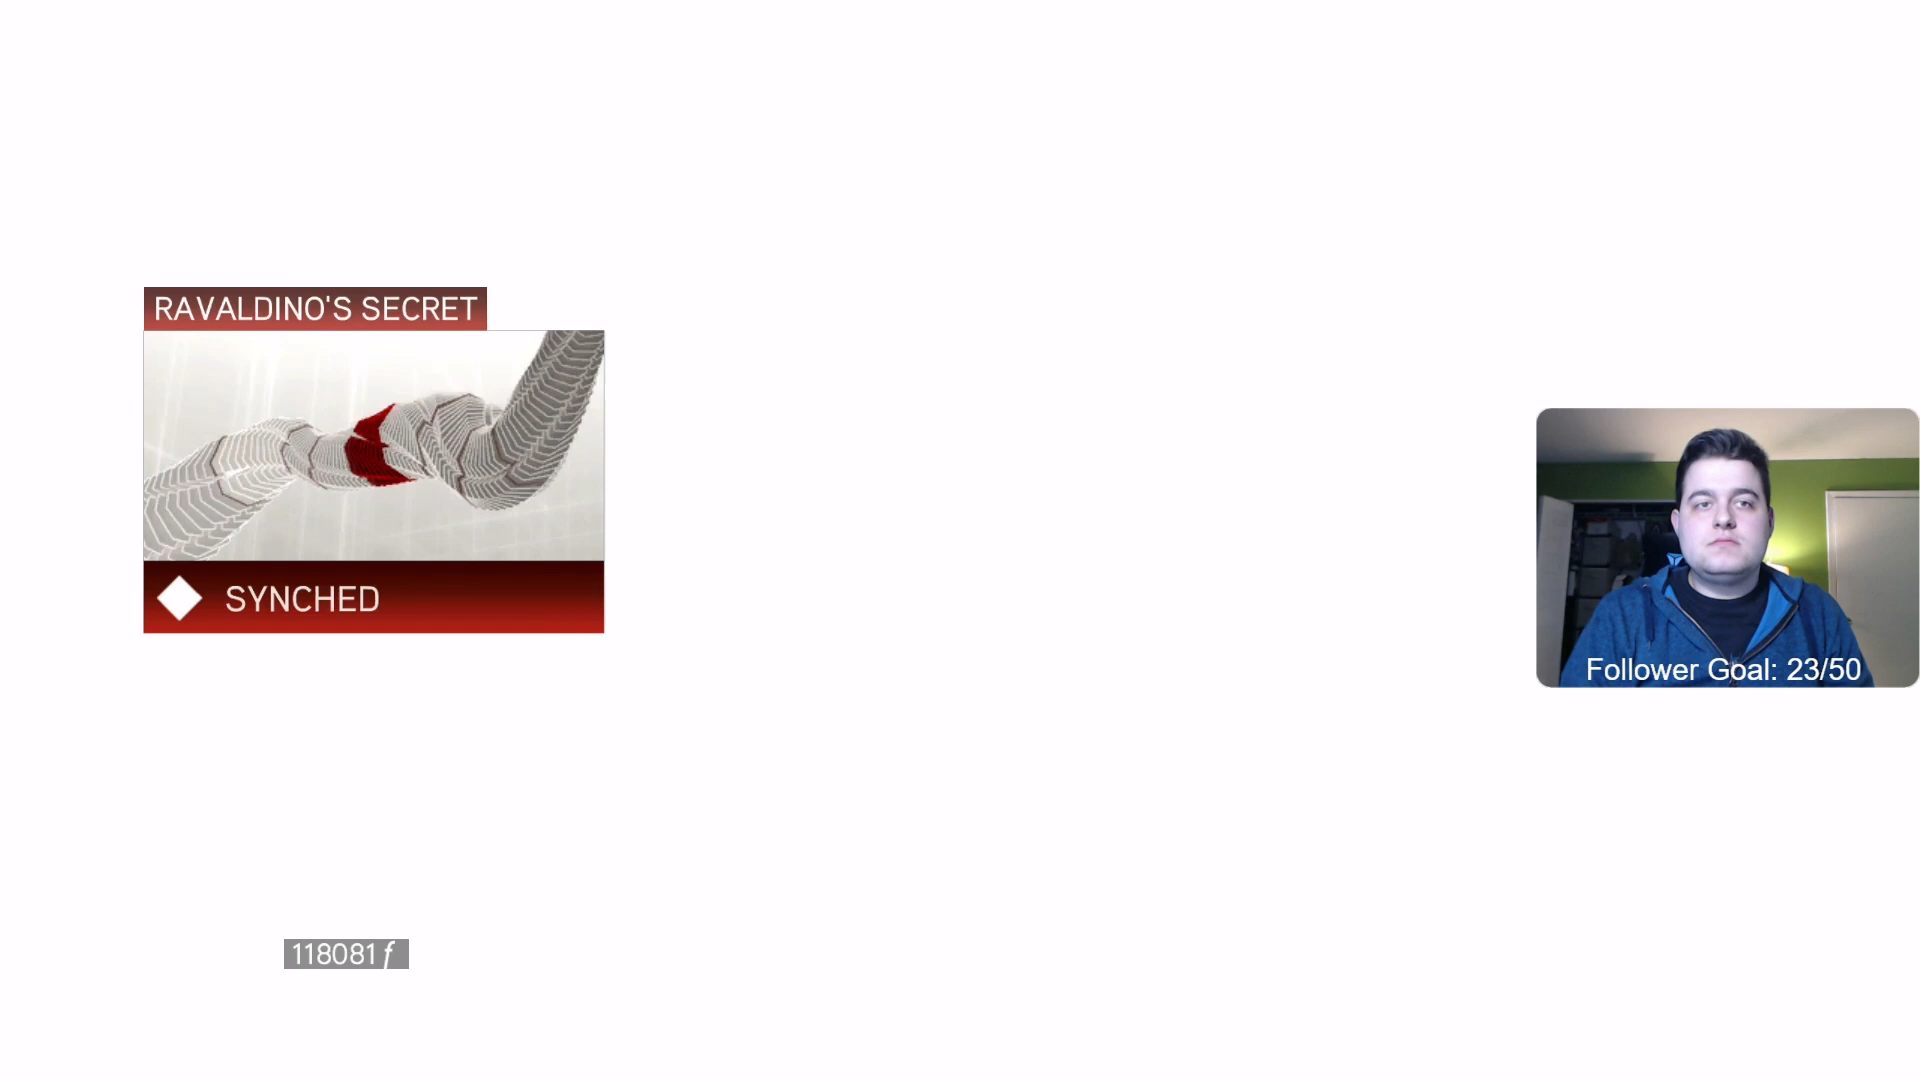 RAVALDINO'S SECRET
SYNCHED
Follower Goal: 23/50
118081 ƒ